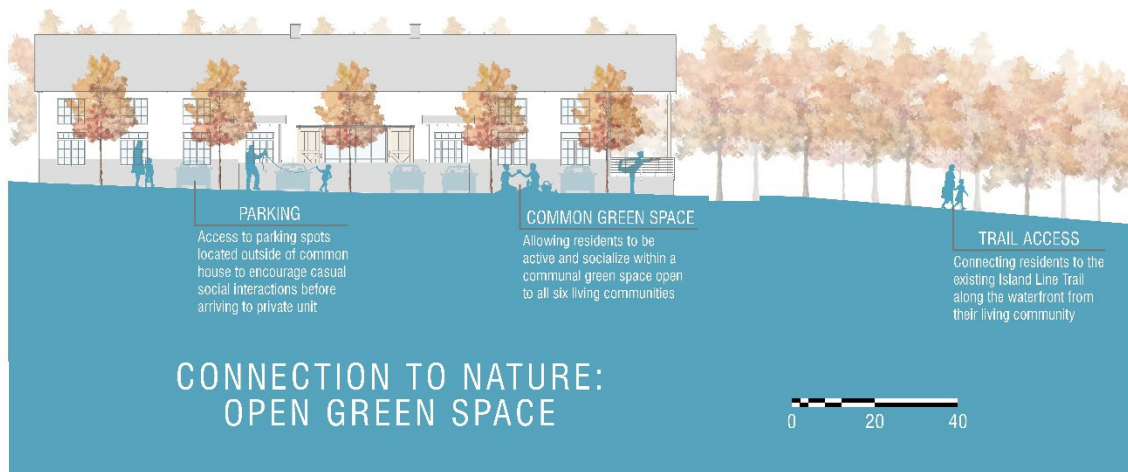 PARKING
Access to parking spots
located outside of common
house to encourage casual
social interactions before
arriving to private unit
COMMON GREEN SPACE
Allowing residents to be
active and socialize within a
communal green space open
to all six living communities
TRAIL ACCESS
Connecting residents to the
existing Island Line Trail
along the waterfront from
their living community
CONNECTION TO NATURE:
OPEN GREEN SPACE
0 20 40